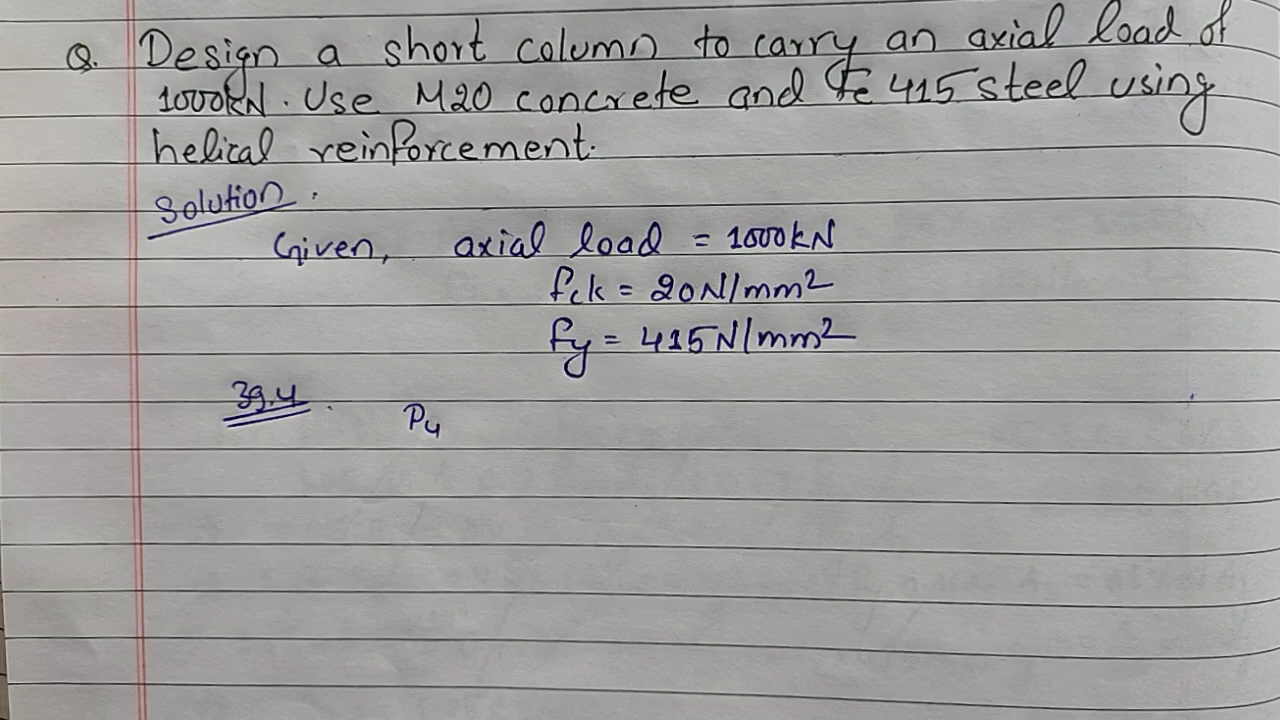 Q. Design a short column to carry an axial load of
1000kN. Use M20 concrete and Fe 415 steel using
helical reinforcement.
Solution.
Given, axial load = 1000kN
fck = 20N/mm2
fy = 415N/mm2
39.4. Pu